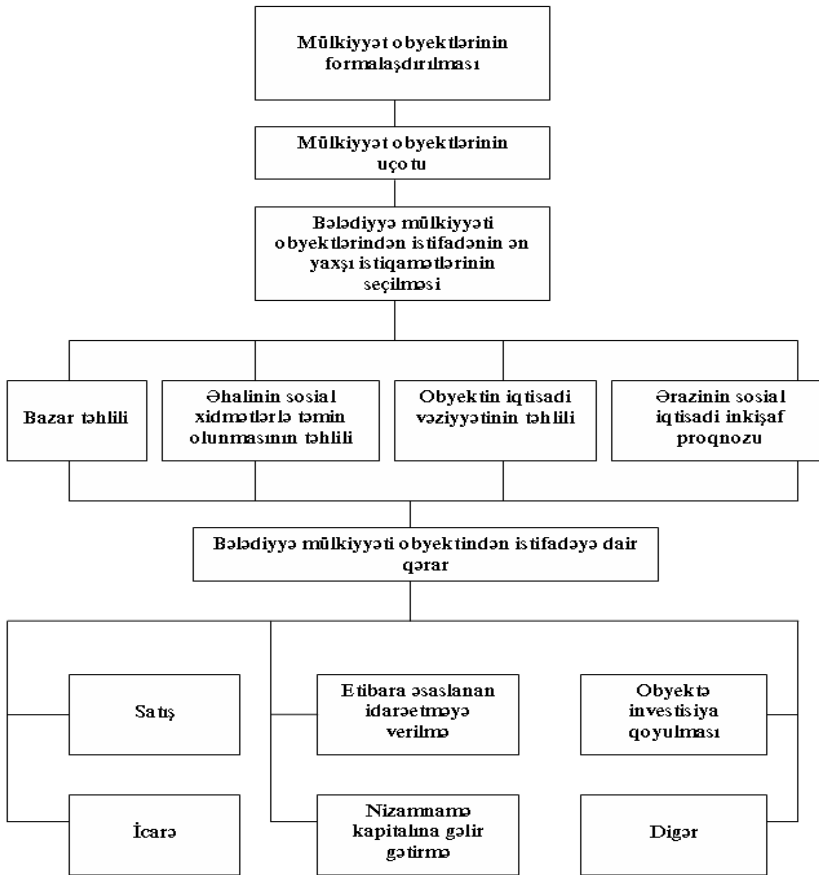 Mülkiyyət obyektlərinin
formalaşdırılması
Mülkiyyət obyektlərinin
uçotu
Bələdiyyə mülkiyyəti
obyektlərindən istifadənin ən
yaxşı istiqamətlərinin
seçilməsi
Bazar təhlili
Əhalinin sosial
xidmətlərlə təmin
olunmasının təhlili
Obyektin iqtisadi
vəziyyətinin təhlili
Ərazinin sosial
iqtisadi inkişaf
proqnozu
Bələdiyyə mülkiyyəti obyektindən istifadəyə dair
qərar
Satış
Etibara əsaslanan
idarəetməyə
verilmə
Obyektə
investisiya
qoyulması
İcarə
Nizamnamə
kapitalına gəlir
gətirmə
Digər